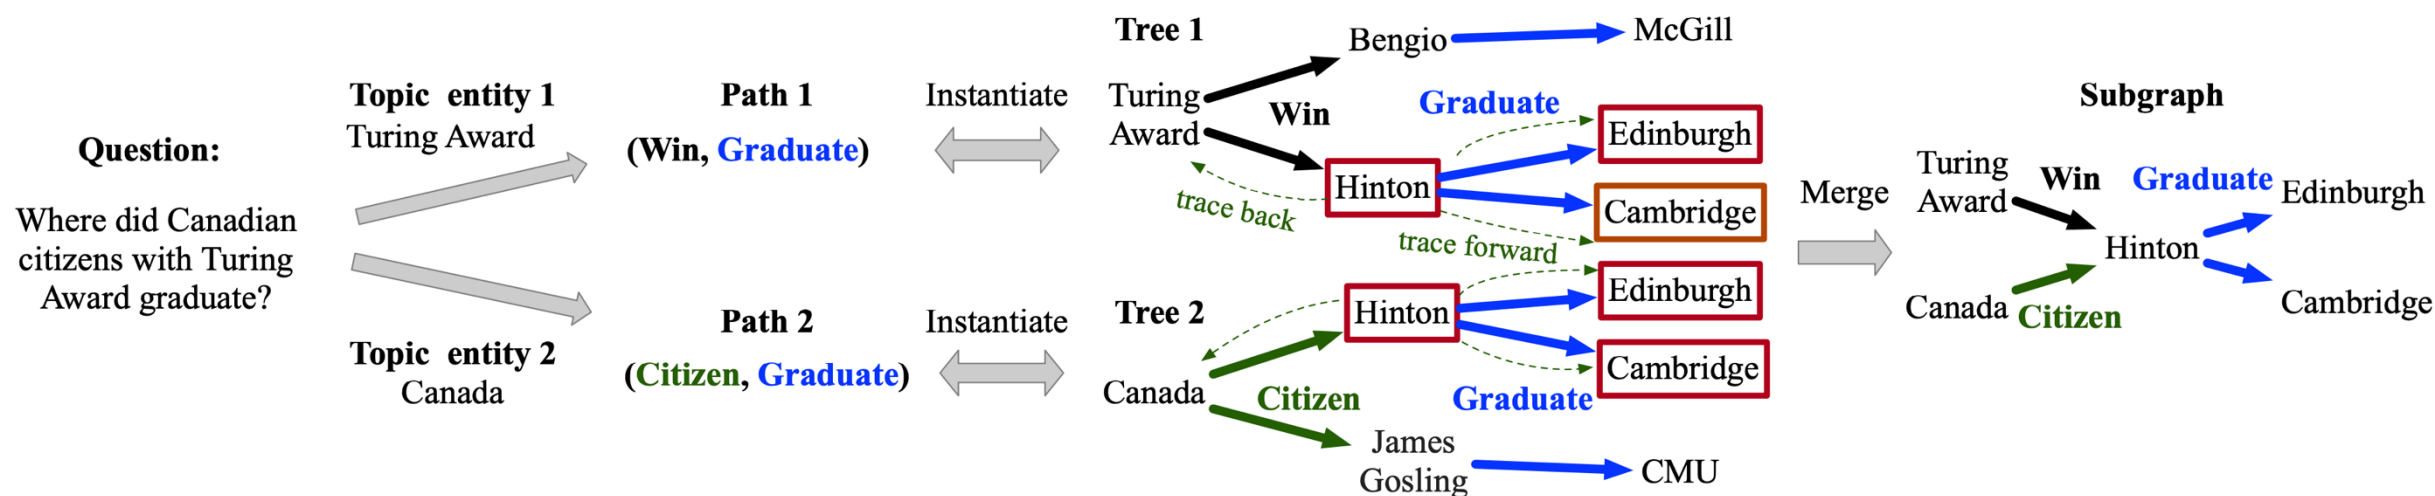 Question:
Where did Canadian
citizens with Turing
Award graduate?
Topic entity 1
Turing Award
Topic entity 2
Canada
Path 1
(Win, Graduate)
Path 2
(Citizen, Graduate)
Instantiate
Instantiate
Tree 1
Turing
Award
Win
Bengio
McGill
Graduate
Hinton
Edinburgh
Cambridge
trace back
trace forward
Tree 2
Canada
Citizen
Hinton
Edinburgh
Cambridge
Graduate
James
Gosling
CMU
Merge
Subgraph
Turing
Award
Win
Graduate
Edinburgh
Hinton
Canada
Citizen
Cambridge